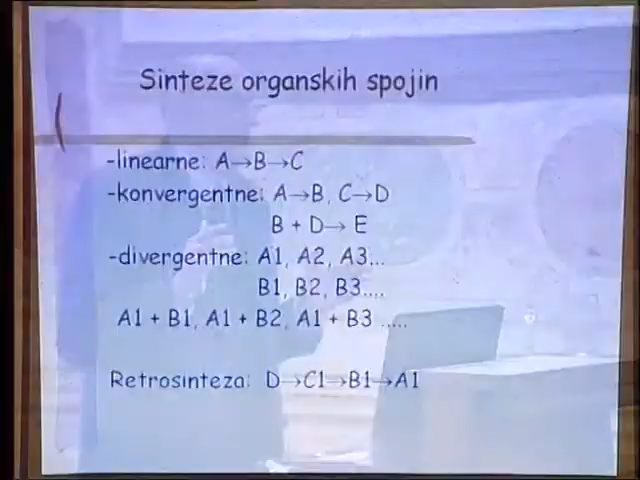 Sinteze organskih spojin
-linearne: A→B→C
-konvergentne: A→B, C→D
B + D→ E
-divergentne: A1, A2, A3...
B1, B2, B3....
A1 + B1, A1 + B2, A1 + B3 .....
Retrosinteza: D→C1→B1→A1